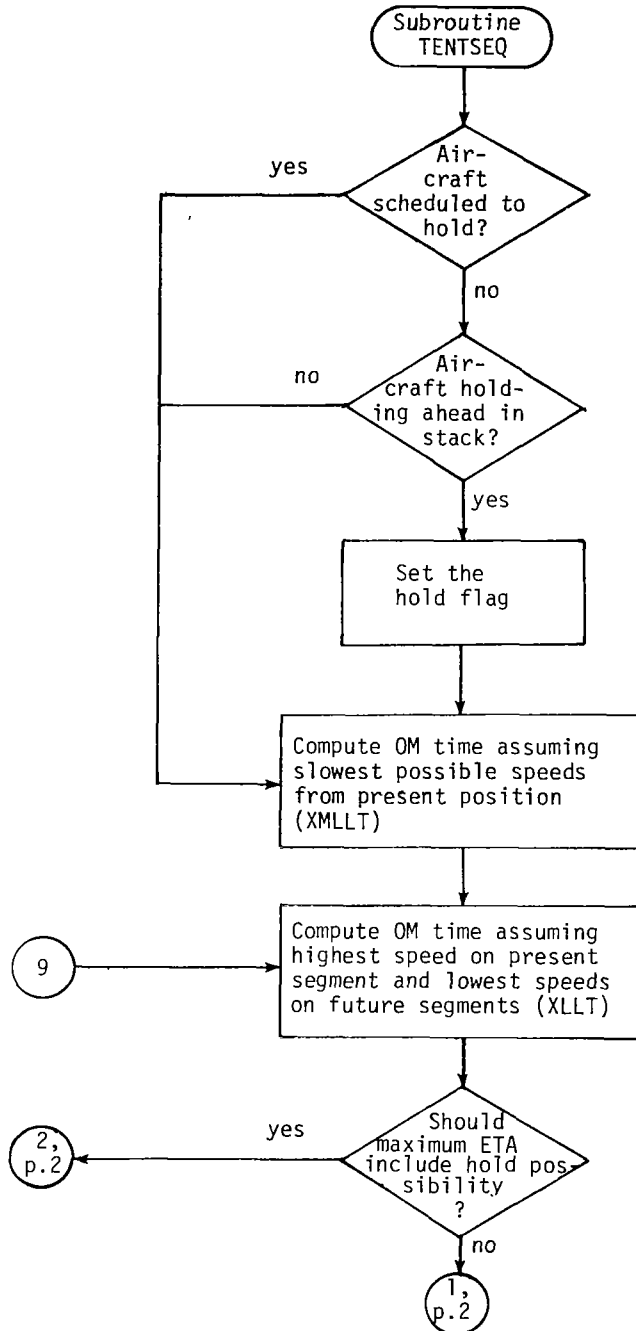 Subroutine
TENTSEQ
yes
Air-
craft
scheduled to
hold?
no
no
Air-
craft hold-
ing ahead in
stack?
yes
Set the
hold flag
Compute OM time assuming
slowest possible speeds
from present position
(XMLLT)
9
Compute OM time assuming
highest speed on present
segment and lowest speeds
on future segments (XLLT)
yes
2,
p.2
Should
maximum ETA
include hold pos-
sibility
?
no
1,
p.2